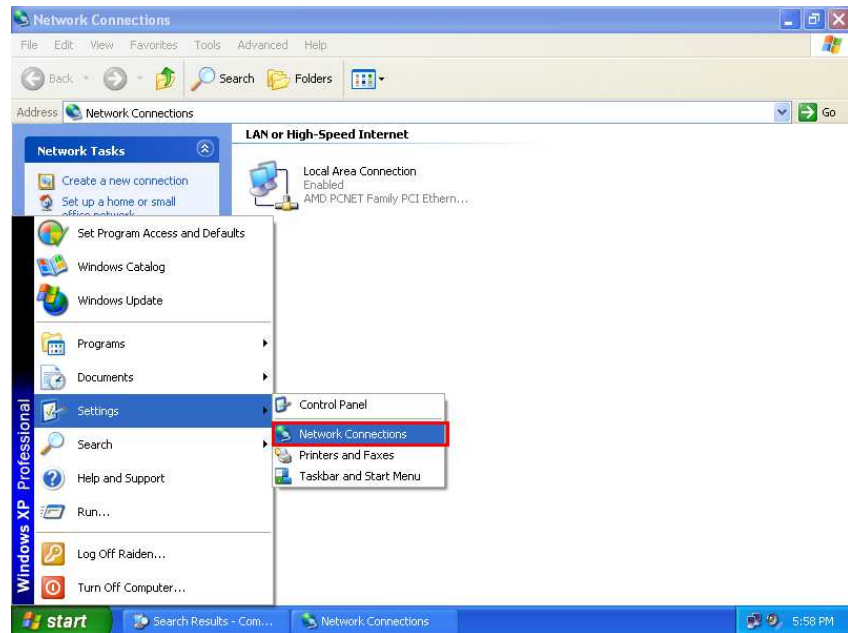 Network Connections
File Edit View Favorites Tools Advanced Help
Back Search Folders
Address Network Connections Go
LAN or High-Speed Internet
Network Tasks
Create a new connection
Set up a home or small
office network
Local Area Connection
Enabled
AMD PCNET Family PCI Ethern...
Set Program Access and Defaults
Windows Catalog
Windows Update
Programs
Documents
Settings
Search
Help and Support
Run...
Log Off Raiden...
Turn Off Computer...
Windows XP Professional
Control Panel
Network Connections
Printers and Faxes
Taskbar and Start Menu
start Search Results - Com... Network Connections 5:58 PM